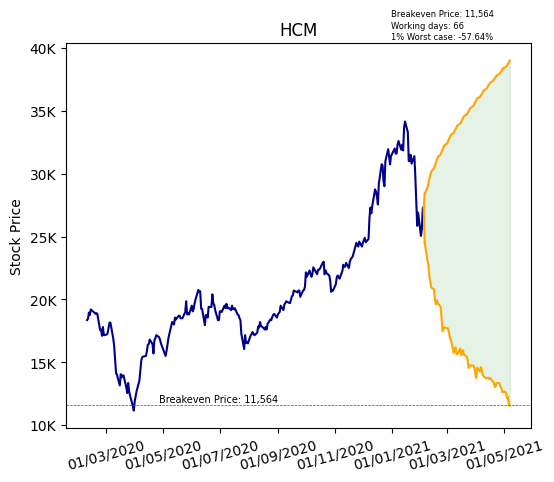 Breakeven Price: 11,564
Working days: 66
1% Worst case: -57.64%
HCM
40K
35K
30K
25K
20K
15K
10K
Stock Price
Breakeven Price: 11,564
01/03/2020
01/05/2020
01/07/2020
01/09/2020
01/11/2020
01/01/2021
01/03/2021
01/05/2021